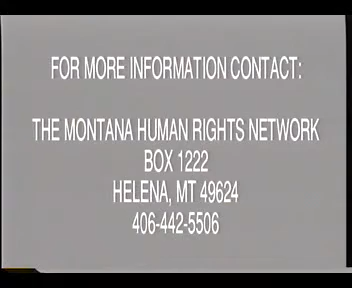 FOR MORE INFORMATION CONTACT:
THE MONTANA HUMAN RIGHTS NETWORK
BOX 1222
HELENA, MT 49624
406-442-5506